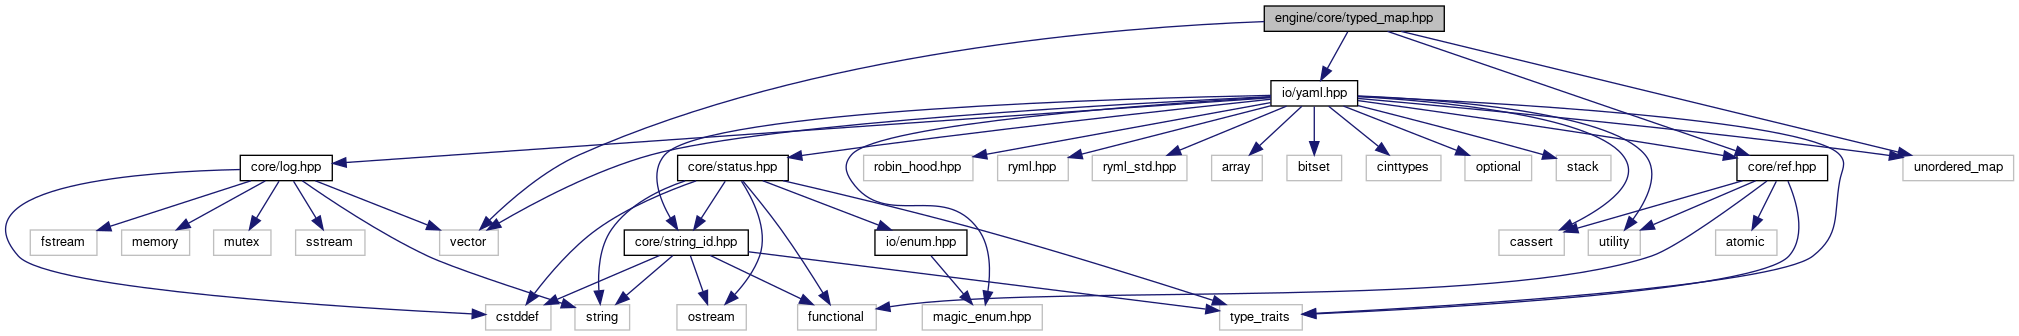 engine/core/typed_map.hpp
io/yaml.hpp
core/log.hpp
core/status.hpp
robin_hood.hpp
ryml.hpp
ryml_std.hpp
array
bitset
cinttypes
optional
stack
core/ref.hpp
unordered_map
fstream
memory
mutex
sstream
vector
core/string_id.hpp
io/enum.hpp
cassert
utility
atomic
cstddef
string
ostream
functional
magic_enum.hpp
type_traits